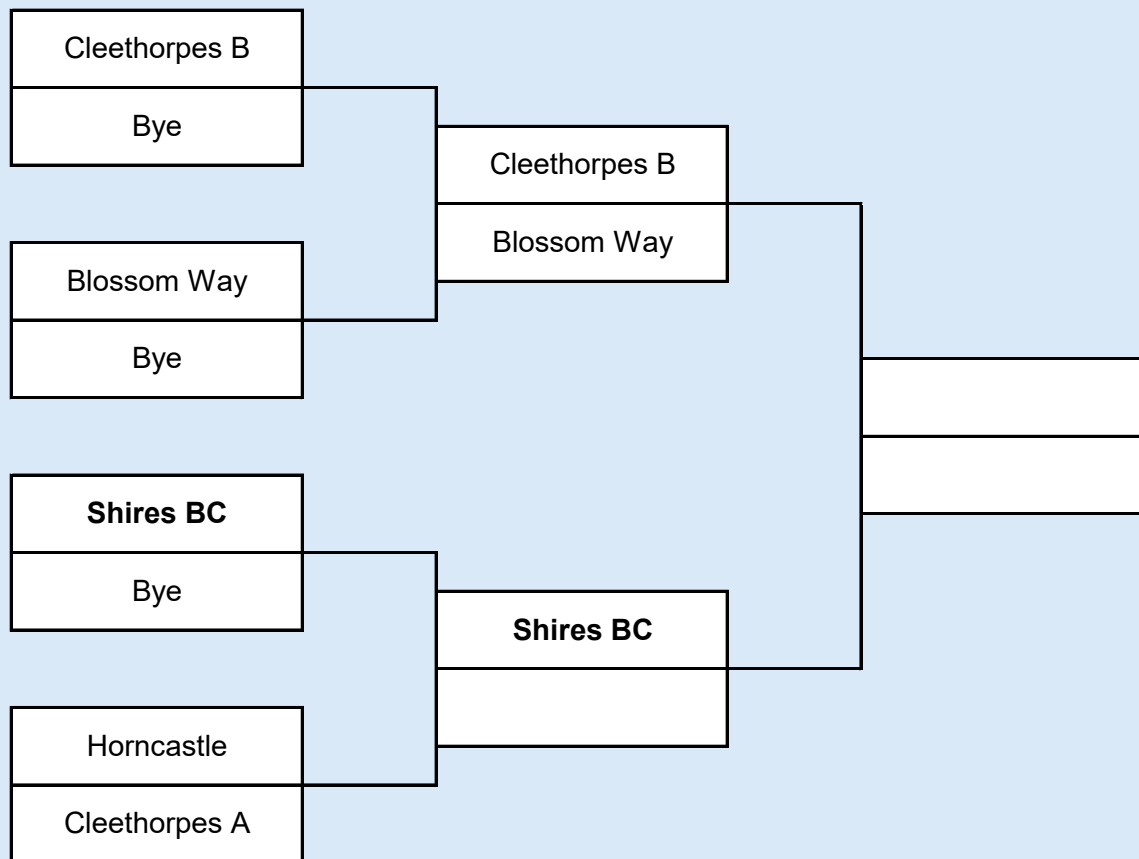 Cleethorpes B
Bye
Blossom Way
Bye
Shires BC
Bye
Horncastle
Cleethorpes A
Cleethorpes B
Blossom Way
Shires BC